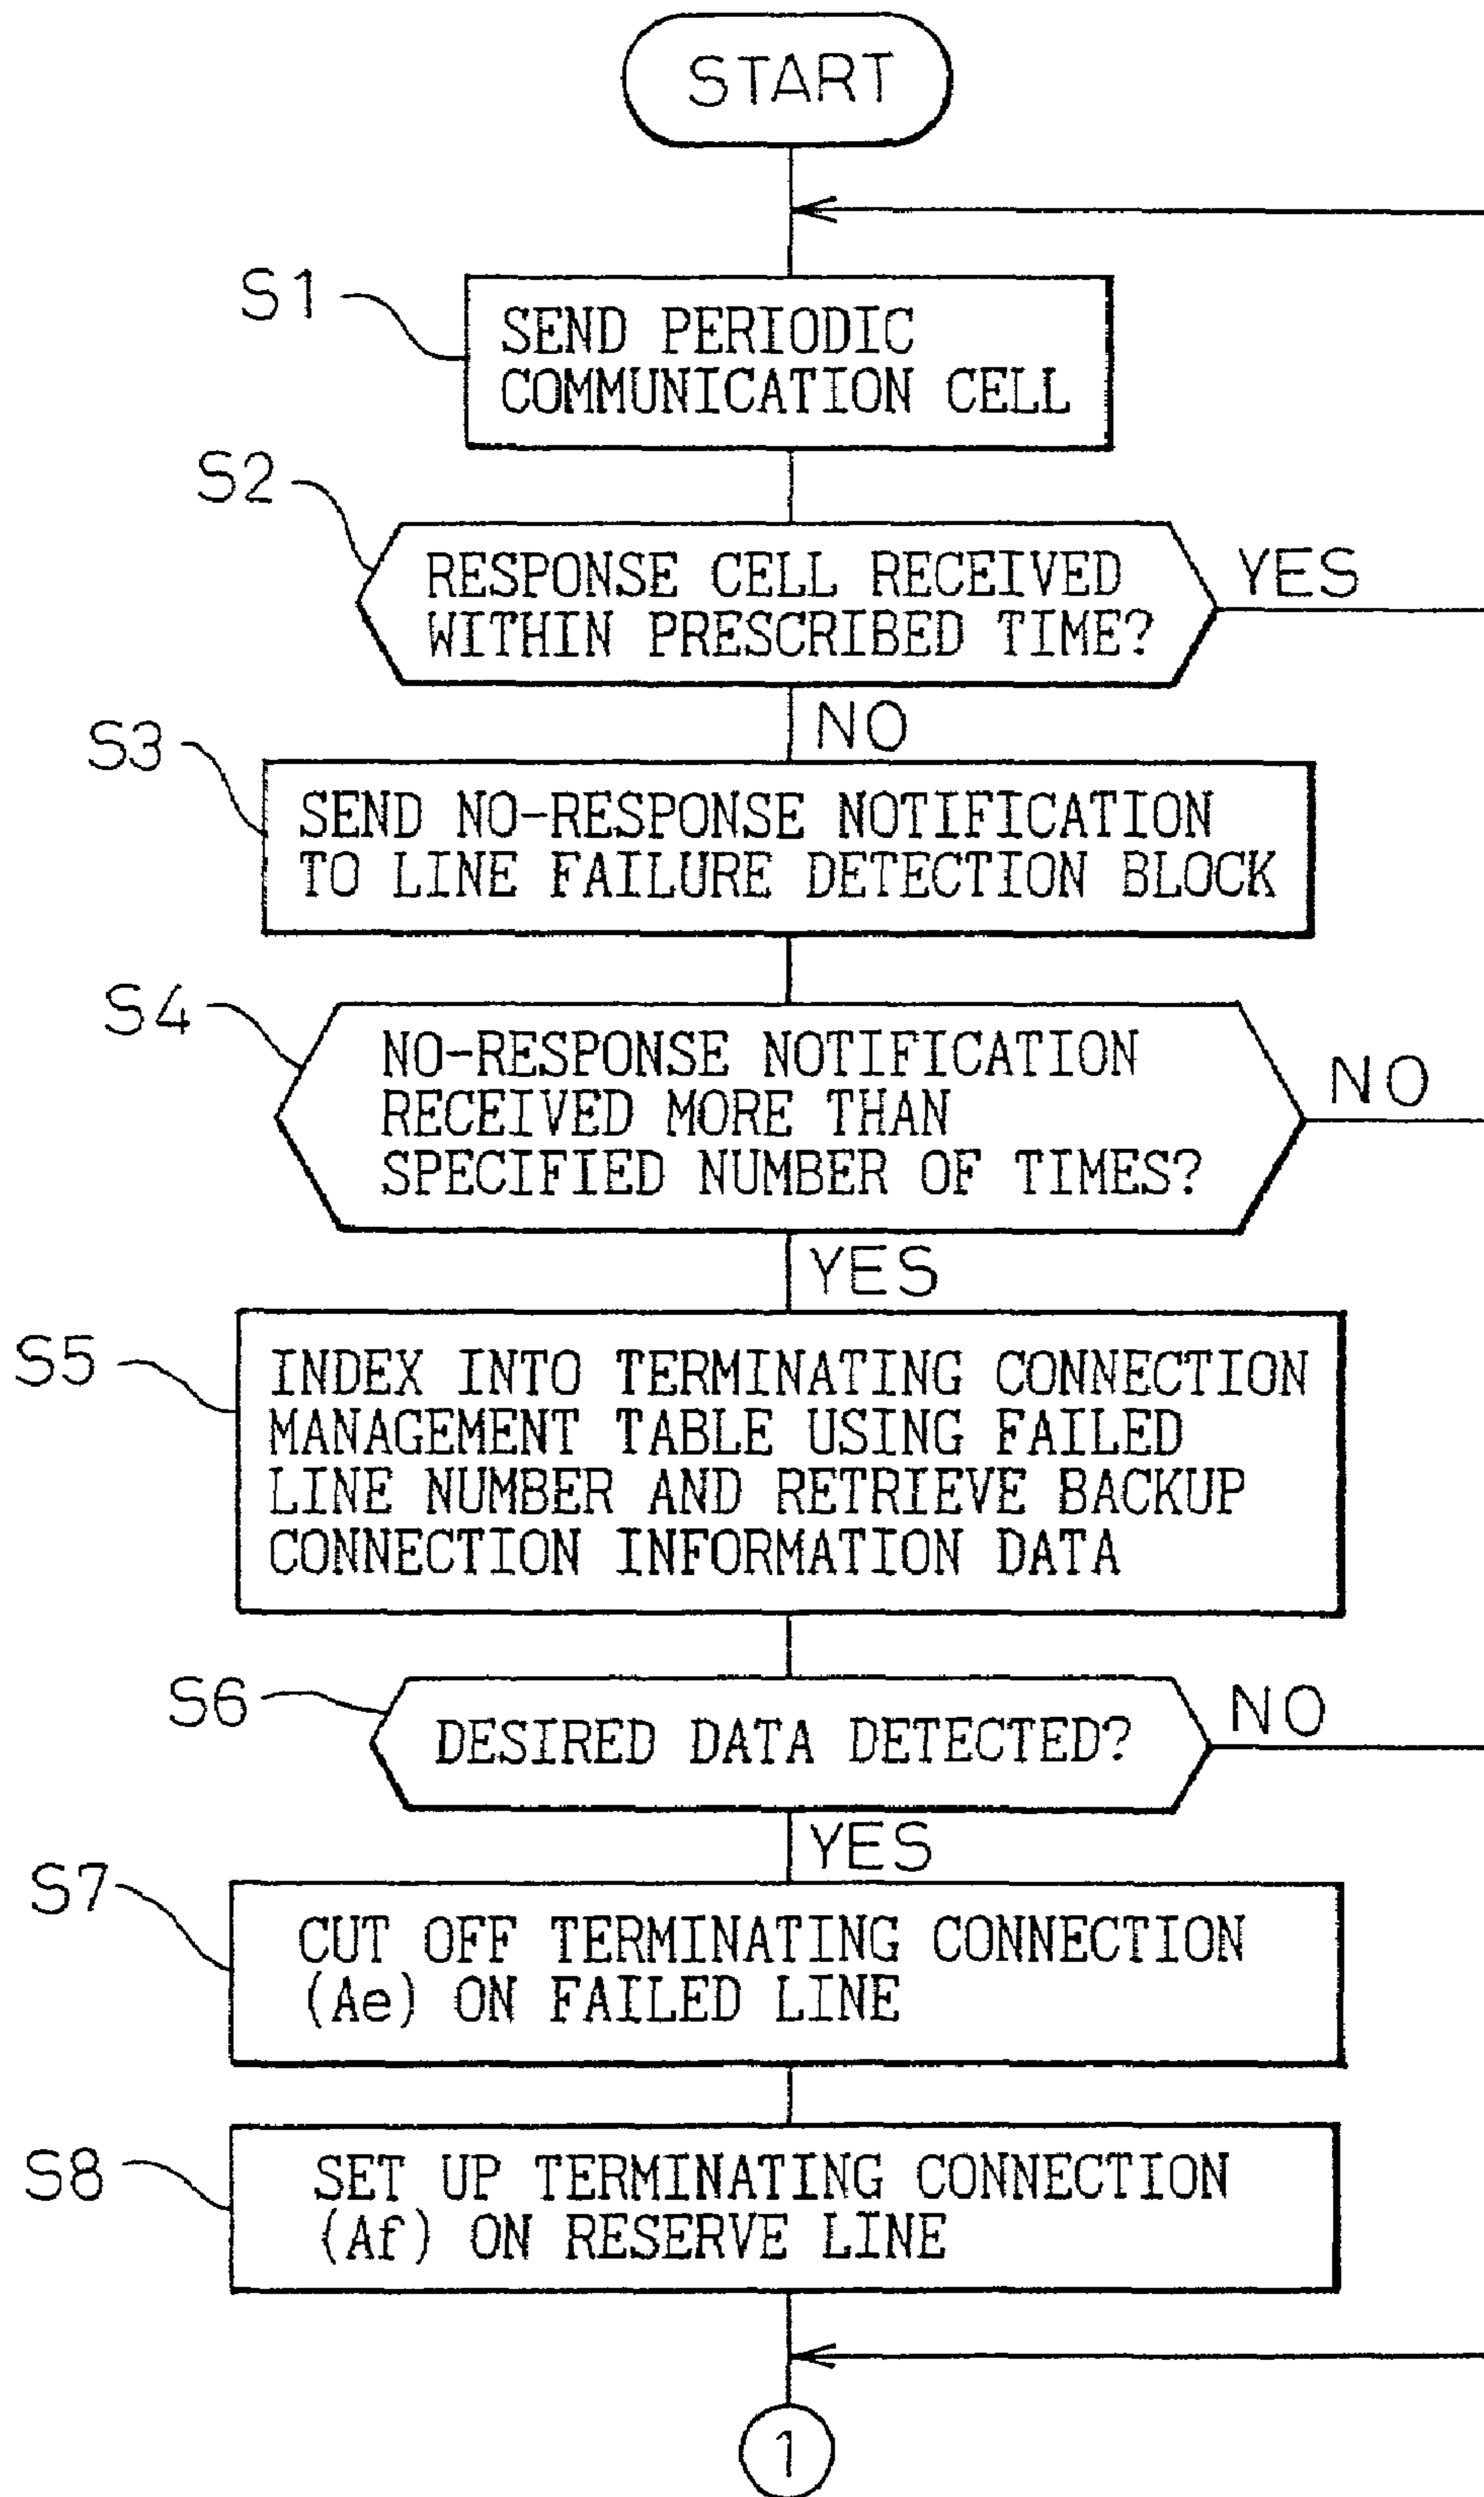 START
S1
SEND PERIODIC
COMMUNICATION CELL
S2
RESPONSE CELL RECEIVED
WITHIN PRESCRIBED TIME?
YES
NO
S3
SEND NO-RESPONSE NOTIFICATION
TO LINE FAILURE DETECTION BLOCK
S4
NO-RESPONSE NOTIFICATION
RECEIVED MORE THAN
SPECIFIED NUMBER OF TIMES?
NO
YES
S5
INDEX INTO TERMINATING CONNECTION
MANAGEMENT TABLE USING FAILED
LINE NUMBER AND RETRIEVE BACKUP
CONNECTION INFORMATION DATA
S6
DESIRED DATA DETECTED?
NO
YES
S7
CUT OFF TERMINATING CONNECTION
(Ae) ON FAILED LINE
S8
SET UP TERMINATING CONNECTION
(Af) ON RESERVE LINE
1